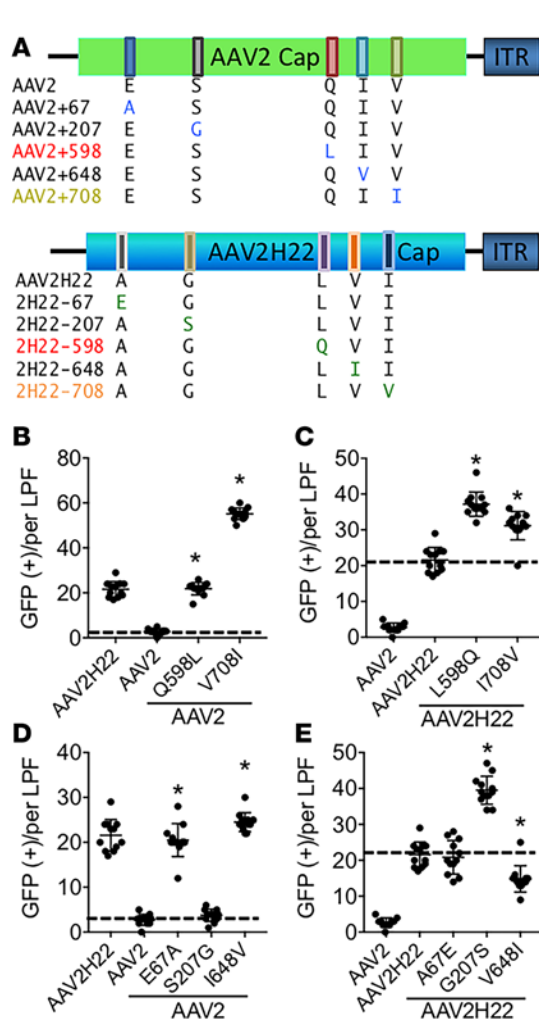 A
AAV2 Cap ITR
AAV2 E S Q I V
AAV2+67 A S Q I V
AAV2+207 E G Q I V
AAV2+598 E S L I V
AAV2+648 E S Q V V
AAV2+708 E S Q I I
AAV2H22 Cap ITR
AAV2H22 A G L V I
2H22-67 E G L V I
2H22-207 A S L V I
2H22-598 A G Q V I
2H22-648 A G L I I
2H22-708 A G L V V
B
GFP (+)/per LPF
80
60
40
20
0
* *
AAV2H22
AAV2
Q598L
V708I
AAV2
C
GFP (+)/per LPF
50
40
30
20
10
0
* *
AAV2
AAV2H22
L598Q
I708V
AAV2H22
D
GFP (+)/per LPF
40
30
20
10
0
* *
AAV2H22
AAV2
E67A
S207G
I648V
AAV2
E
GFP (+)/per LPF
50
40
30
20
10
0
* *
AAV2
AAV2H22
A67E
G207S
V648I
AAV2H22